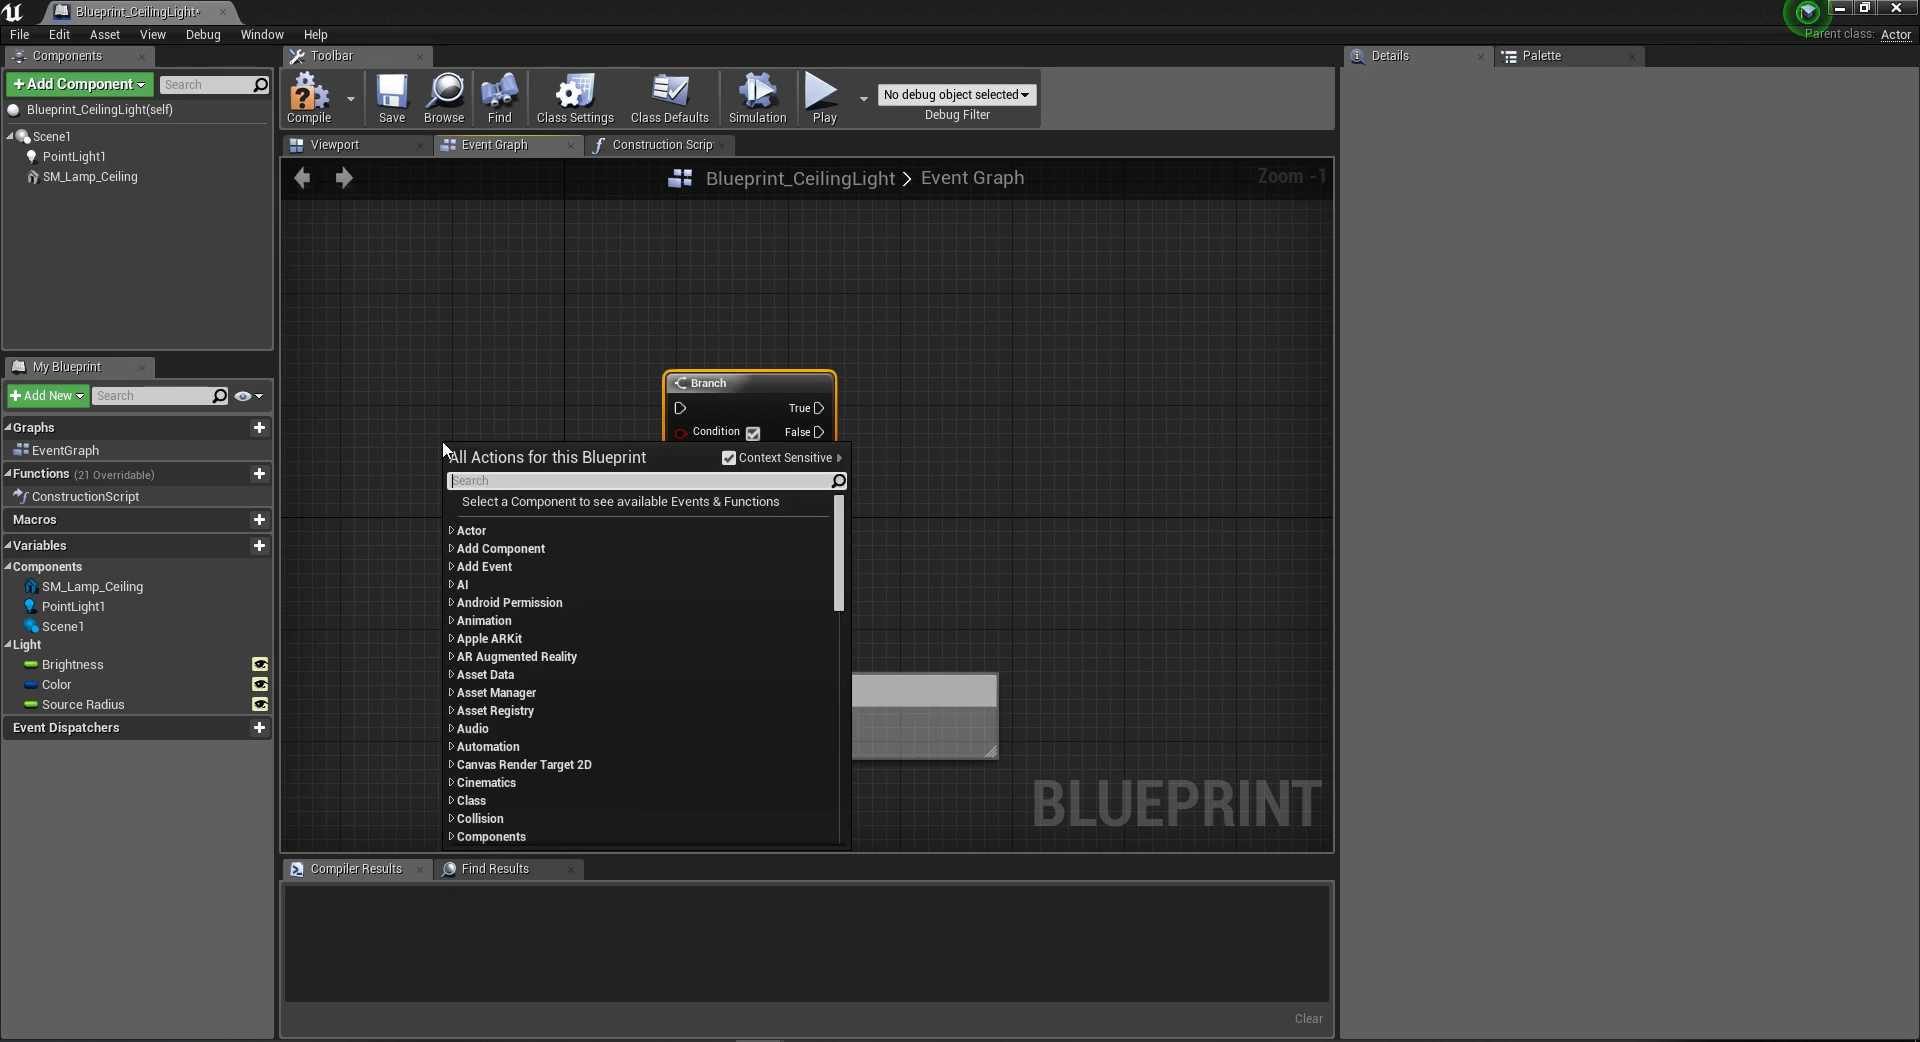 Blueprint_CeilingLight*
File Edit Asset View Debug Window Help
Parent class: Actor
Components
Toolbar
Details
Palette
+ Add Component
Search
Blueprint_CeilingLight(self)
Scene1
PointLight1
SM_Lamp_Ceiling
Compile
Save
Browse
Find
Class Settings
Class Defaults
Simulation
Play
No debug object selected
Debug Filter
Viewport
Event Graph
Construction Scrip
Blueprint_CeilingLight > Event Graph
Zoom -1
My Blueprint
+ Add New
Search
Graphs
EventGraph
Functions (21 Overridable)
ConstructionScript
Macros
Variables
Components
SM_Lamp_Ceiling
PointLight1
Scene1
Light
Brightness
Color
Source Radius
Event Dispatchers
Branch
True
Condition
False
All Actions for this Blueprint
Context Sensitive
Search
Select a Component to see available Events & Functions
Actor
Add Component
Add Event
AI
Android Permission
Animation
Apple ARKit
AR Augmented Reality
Asset Data
Asset Manager
Asset Registry
Audio
Automation
Canvas Render Target 2D
Cinematics
Class
Collision
Components
BLUEPRINT
Compiler Results
Find Results
Clear